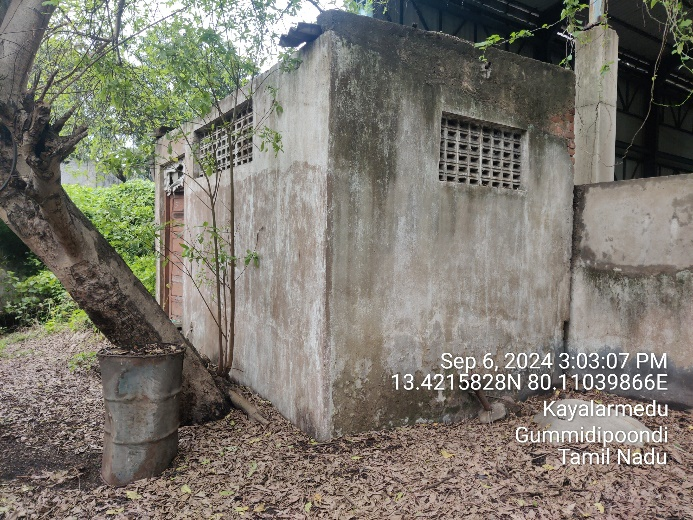 Sep 6, 2024 3:03:07 PM
13.4215828N 80.11039866E
Kayalarmedu
Gummidipoondi
Tamil Nadu